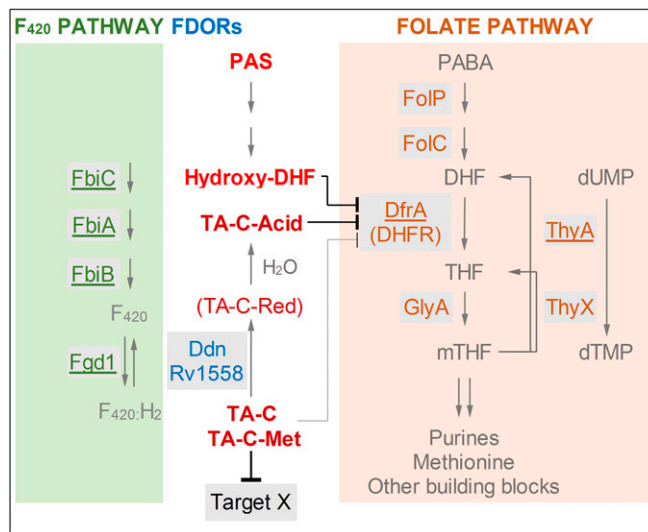 F420 PATHWAY FDORs FOLATE PATHWAY
PAS PABA
FolP
FolC
FbiC Hydroxy-DHF DHF dUMP
FbiA TA-C-Acid DfrA ThyA
(DHFR)
FbiB H2O THF
F420 (TA-C-Red) GlyA ThyX
Fgd1 Ddn mTHF dTMP
Rv1558
F420:H2 TA-C
TA-C-Met Purines
Methionine
Target X Other building blocks